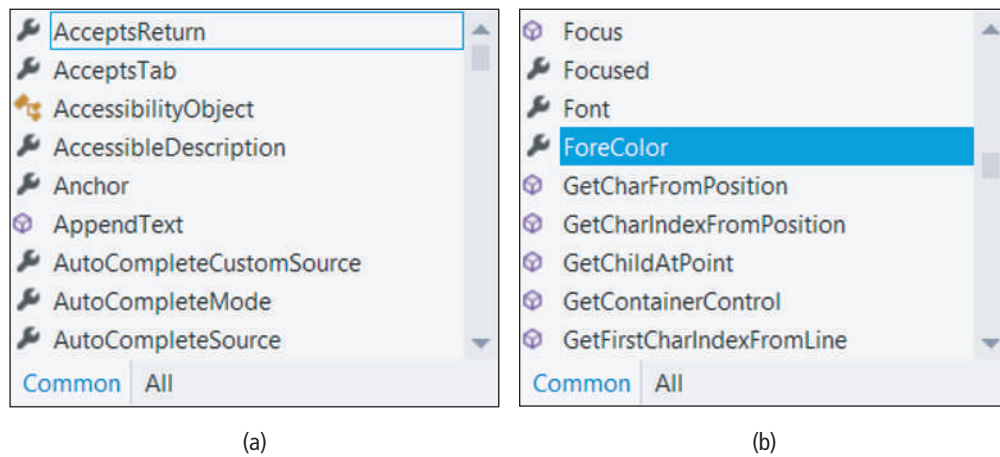 AcceptsReturn
AcceptsTab
AccessibilityObject
AccessibleDescription
Anchor
AppendText
AutoCompleteCustomSource
AutoCompleteMode
AutoCompleteSource
Common All
(a)
Focus
Focused
Font
ForeColor
GetCharFromPosition
GetCharIndexFromPosition
GetChildAtPoint
GetContainerControl
GetFirstCharIndexFromLine
Common All
(b)